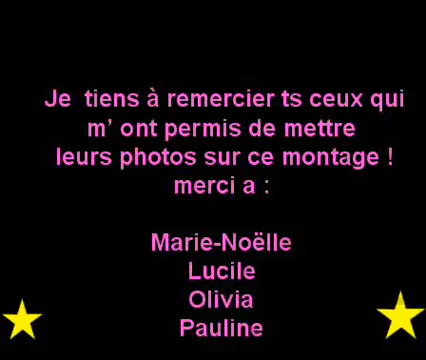 Je tiens à remercier ts ceux qui
m’ ont permis de mettre
leurs photos sur ce montage !
merci a :
Marie-Noëlle
Lucile
Olivia
Pauline